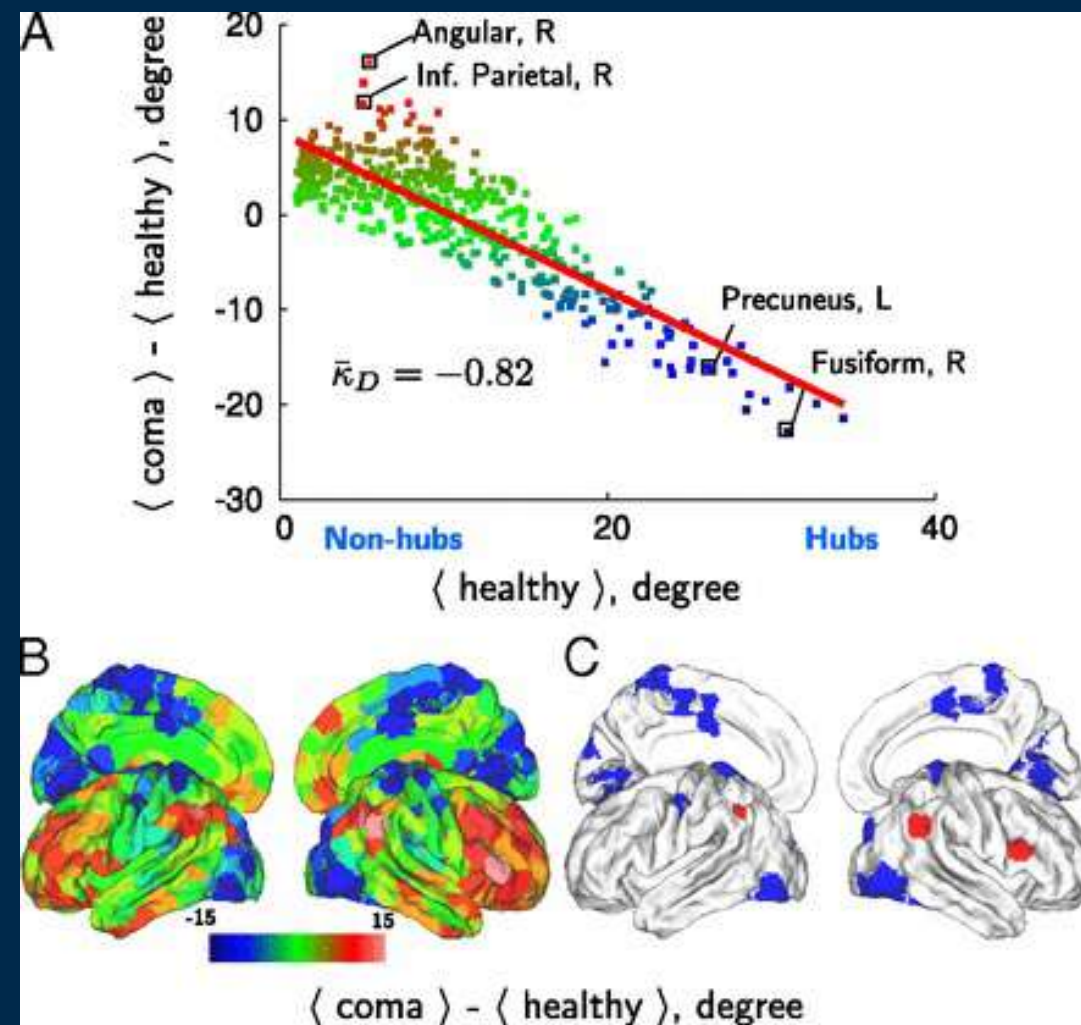 A
20
10
0
-10
-20
-30
⟨ coma ⟩ - ⟨ healthy ⟩, degree
Angular, R
Inf. Parietal, R
Precuneus, L
Fusiform, R
κ̄_D = −0.82
0 20 40
Non-hubs Hubs
⟨ healthy ⟩, degree
B C
-15 15
⟨ coma ⟩ - ⟨ healthy ⟩, degree